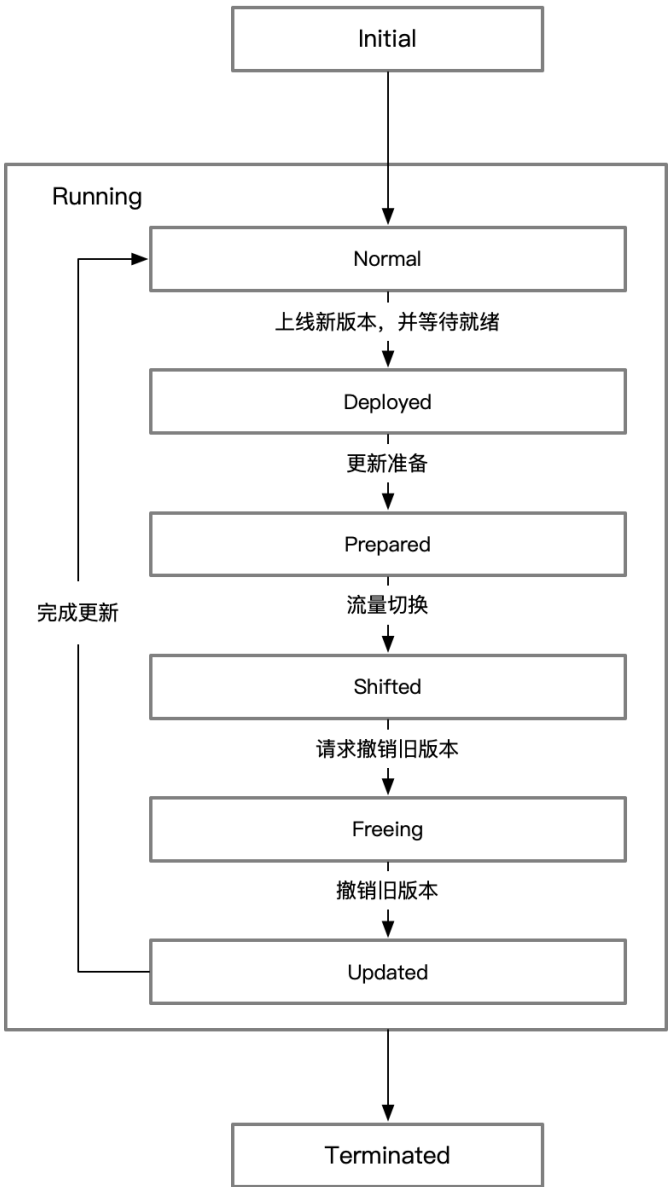 Initial
Running
Normal
上线新版本，并等待就绪
Deployed
更新准备
Prepared
流量切换
完成更新
Shifted
请求撤销旧版本
Freeing
撤销旧版本
Updated
Terminated